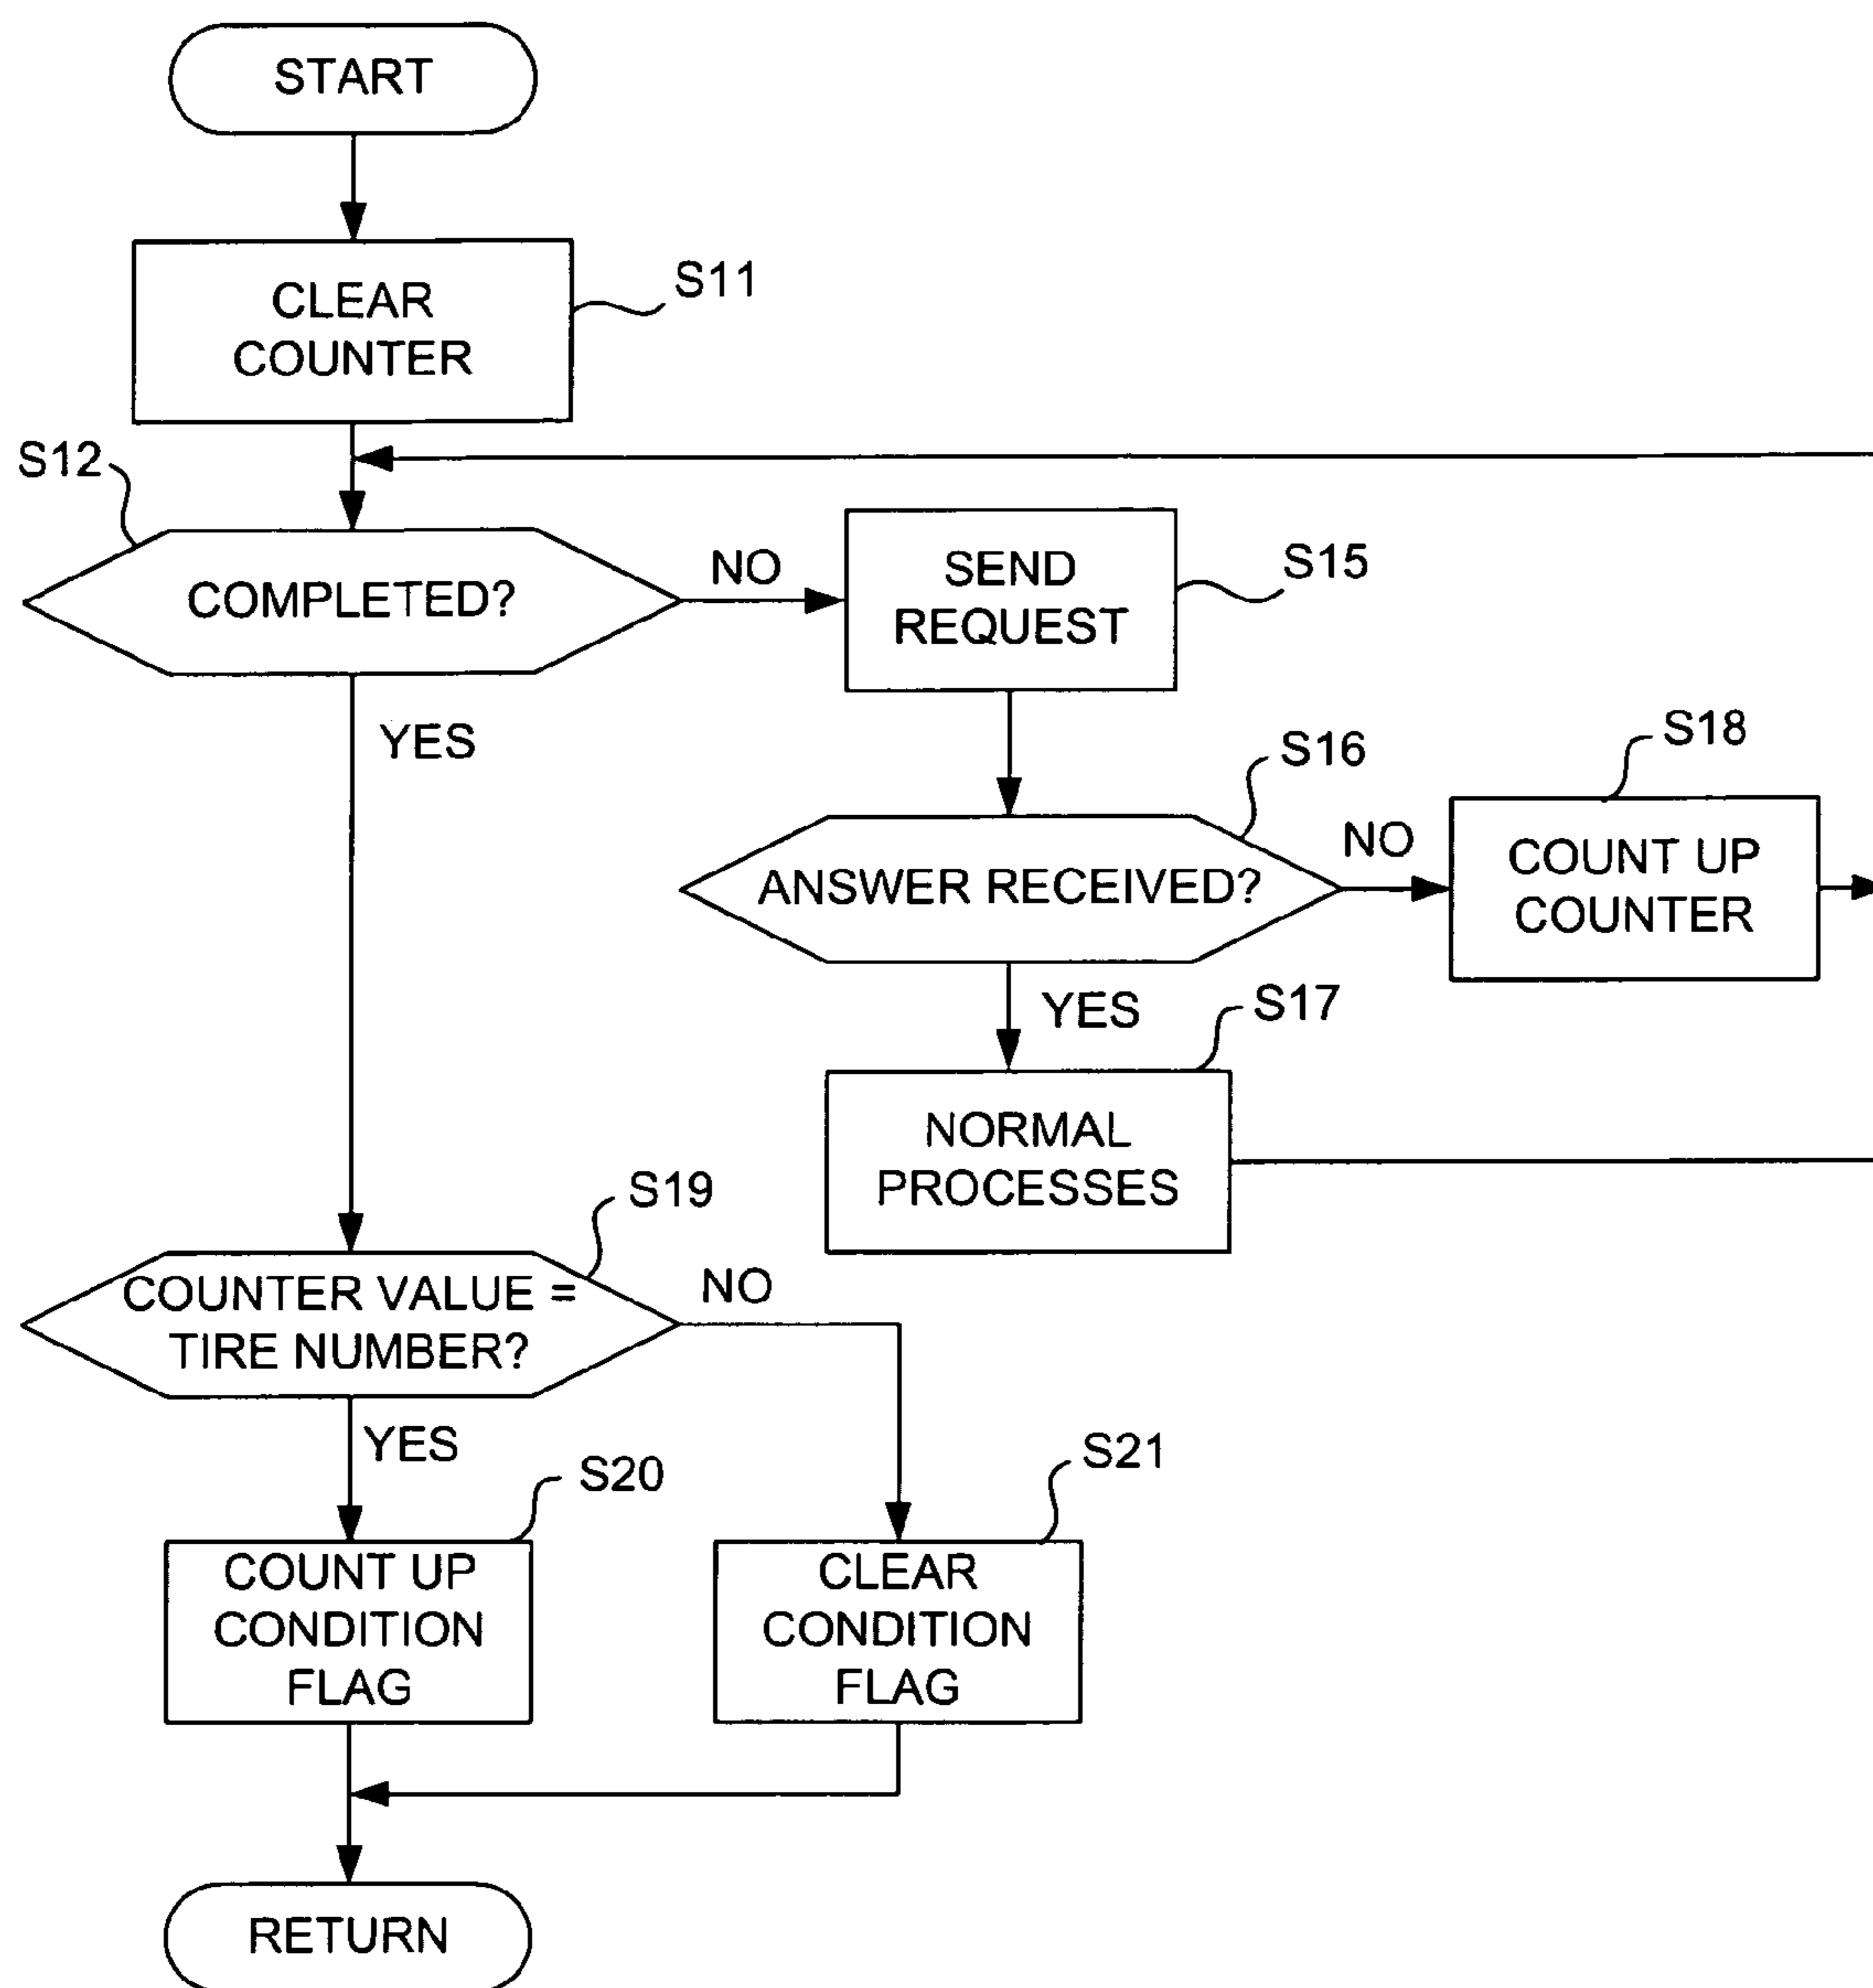 START
CLEAR
COUNTER
S11
S12
COMPLETED?
NO
YES
SEND
REQUEST
S15
S16
ANSWER RECEIVED?
NO
YES
S18
COUNT UP
COUNTER
S17
NORMAL
PROCESSES
S19
COUNTER VALUE =
TIRE NUMBER?
NO
YES
S20
COUNT UP
CONDITION
FLAG
S21
CLEAR
CONDITION
FLAG
RETURN